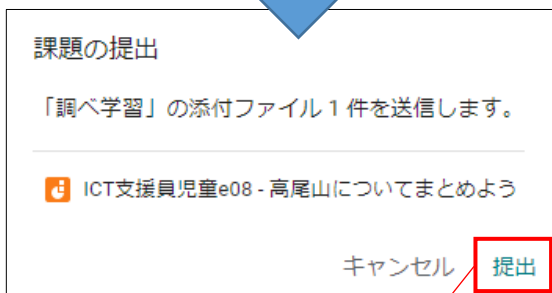 課題の提出
「調べ学習」の添付ファイル 1 件を送信します。
ICT支援員児童e08 - 高尾山についてまとめよう
キャンセル 提出